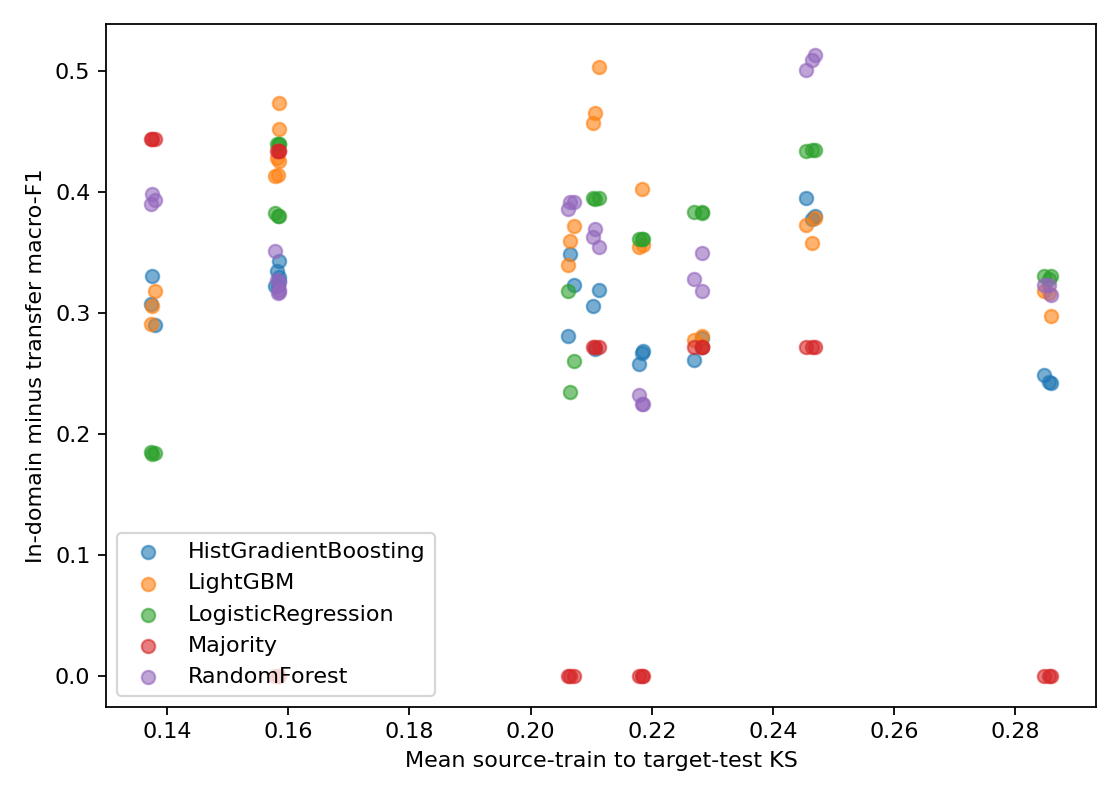 In-domain minus transfer macro-F1
0.5
0.4
0.3
0.2
0.1
0.0
HistGradientBoosting
LightGBM
LogisticRegression
Majority
RandomForest
0.14 0.16 0.18 0.20 0.22 0.24 0.26 0.28
Mean source-train to target-test KS